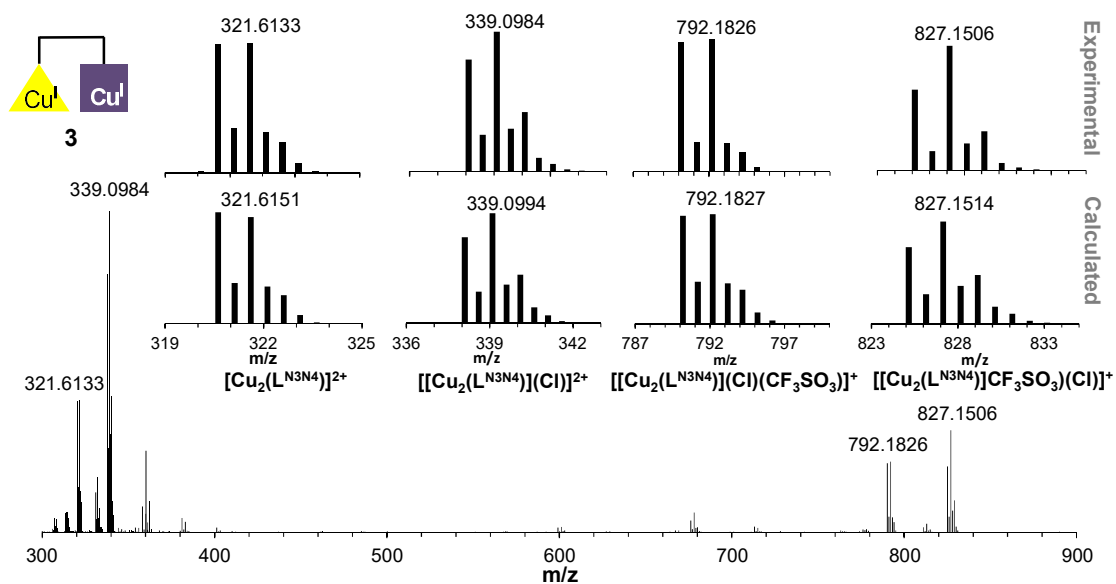 321.6133
339.0984
792.1826
827.1506
Experimental
Cu^I
Cu^I
3
339.0984
321.6151
339.0994
792.1827
827.1514
Calculated
319 322 325
m/z
336 339 342
m/z
787 792 797
m/z
823 828 833
m/z
[Cu₂(L^N3N4)]²⁺
[[Cu₂(L^N3N4)](Cl)]²⁺
[[Cu₂(L^N3N4)](Cl)(CF₃SO₃)]⁺
[[Cu₂(L^N3N4)]CF₃SO₃)(Cl)]⁺
321.6133
792.1826
827.1506
300 400 500 600 700 800 900
m/z